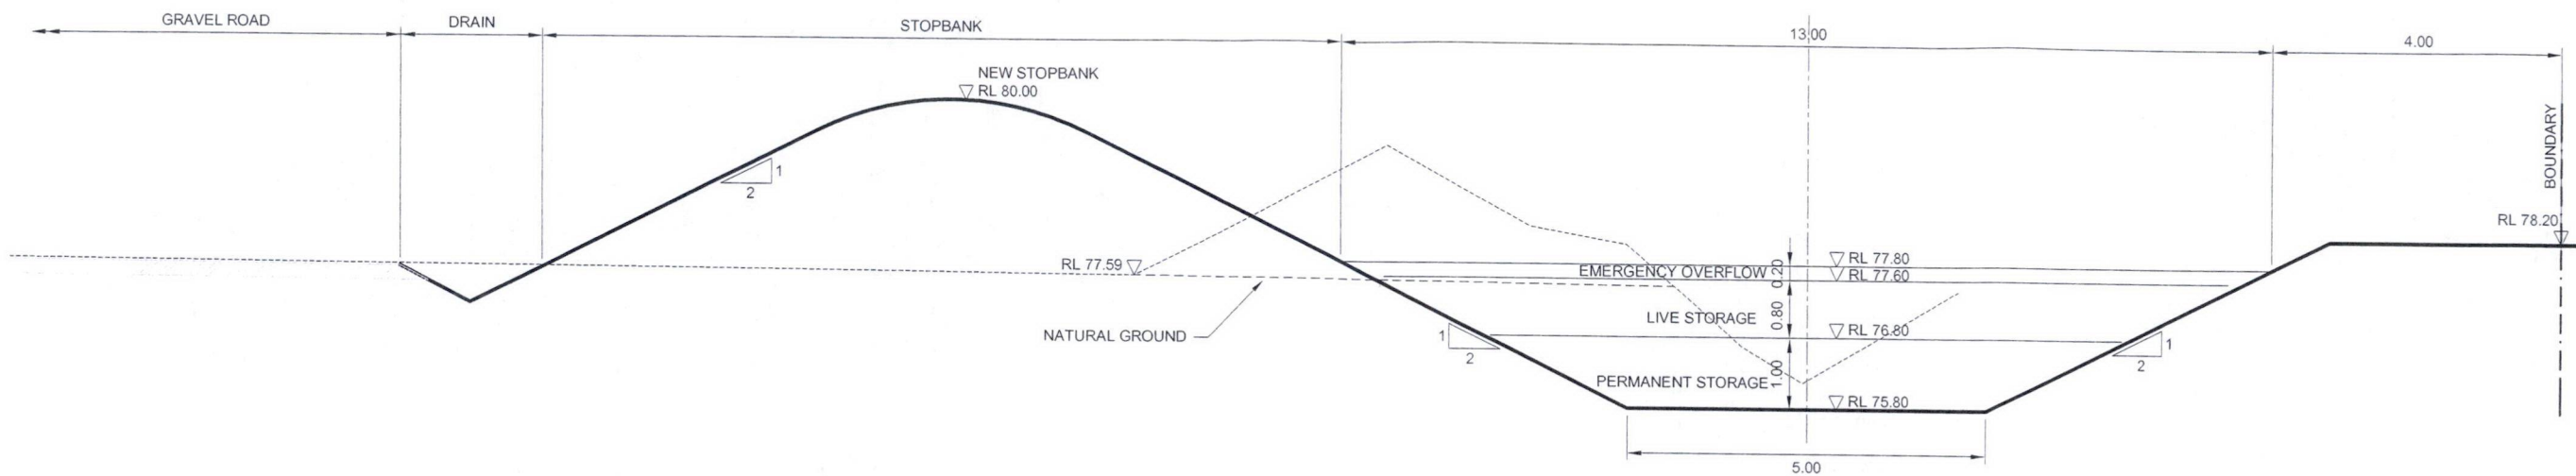 GRAVEL ROAD
DRAIN
STOPBANK
13.00
4.00
NEW STOPBANK
RL 80.00
BOUNDARY
1
2
RL 78.20
RL 77.59
EMERGENCY OVERFLOW
0.20
RL 77.80
RL 77.60
NATURAL GROUND
LIVE STORAGE
0.80
RL 76.80
1
2
1
2
PERMANENT STORAGE
1.00
RL 75.80
5.00